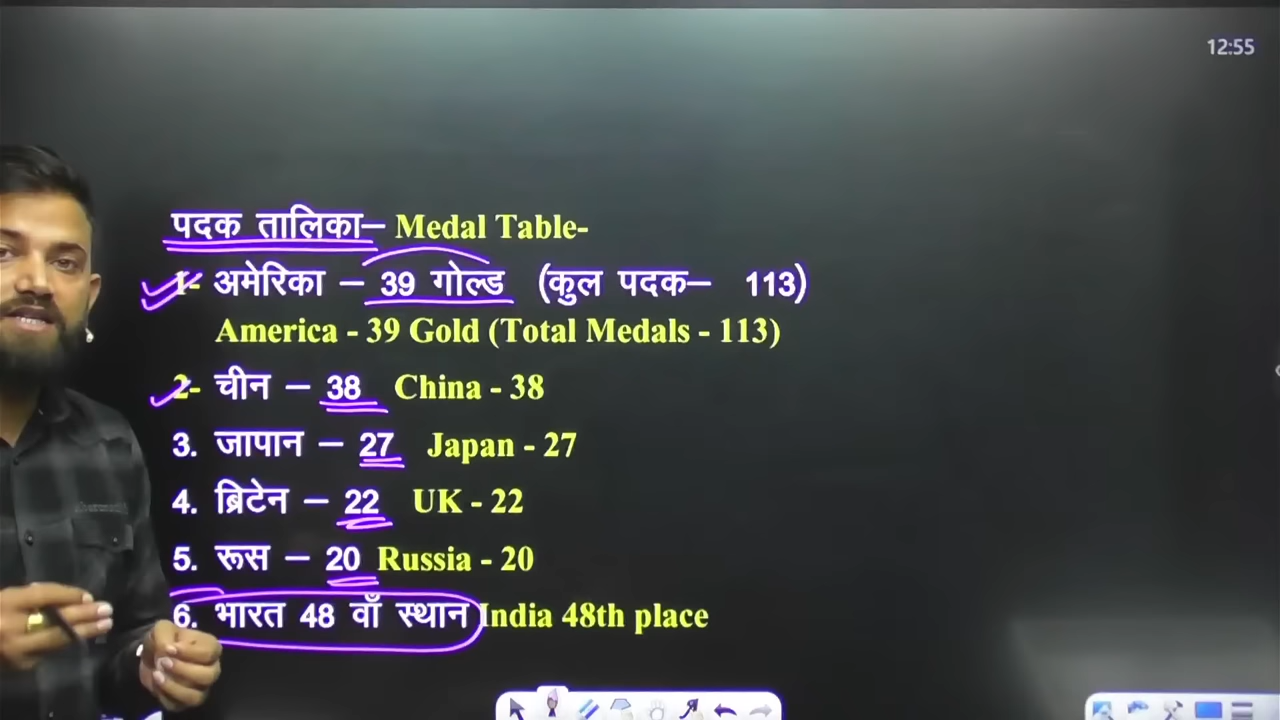 12:55
पदक तालिका– Medal Table-
1- अमेरिका – 39 गोल्ड (कुल पदक– 113)
America - 39 Gold (Total Medals - 113)
2- चीन – 38 China - 38
3. जापान – 27 Japan - 27
4. ब्रिटेन – 22 UK - 22
5. रूस – 20 Russia - 20
6. भारत 48 वाँ स्थान India 48th place